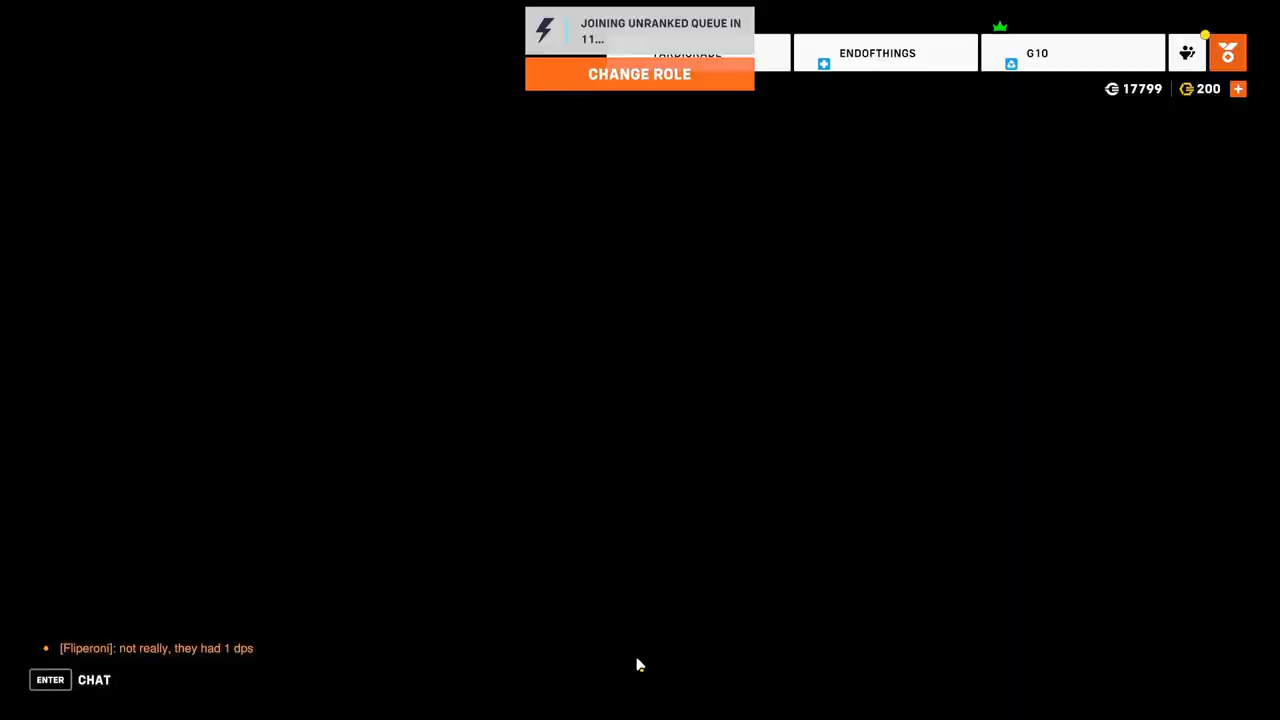 JOINING UNRANKED QUEUE IN
11...
CHANGE ROLE
ENDOFTHINGS
G10
17799
200
[Fliperoni]: not really, they had 1 dps
ENTER CHAT